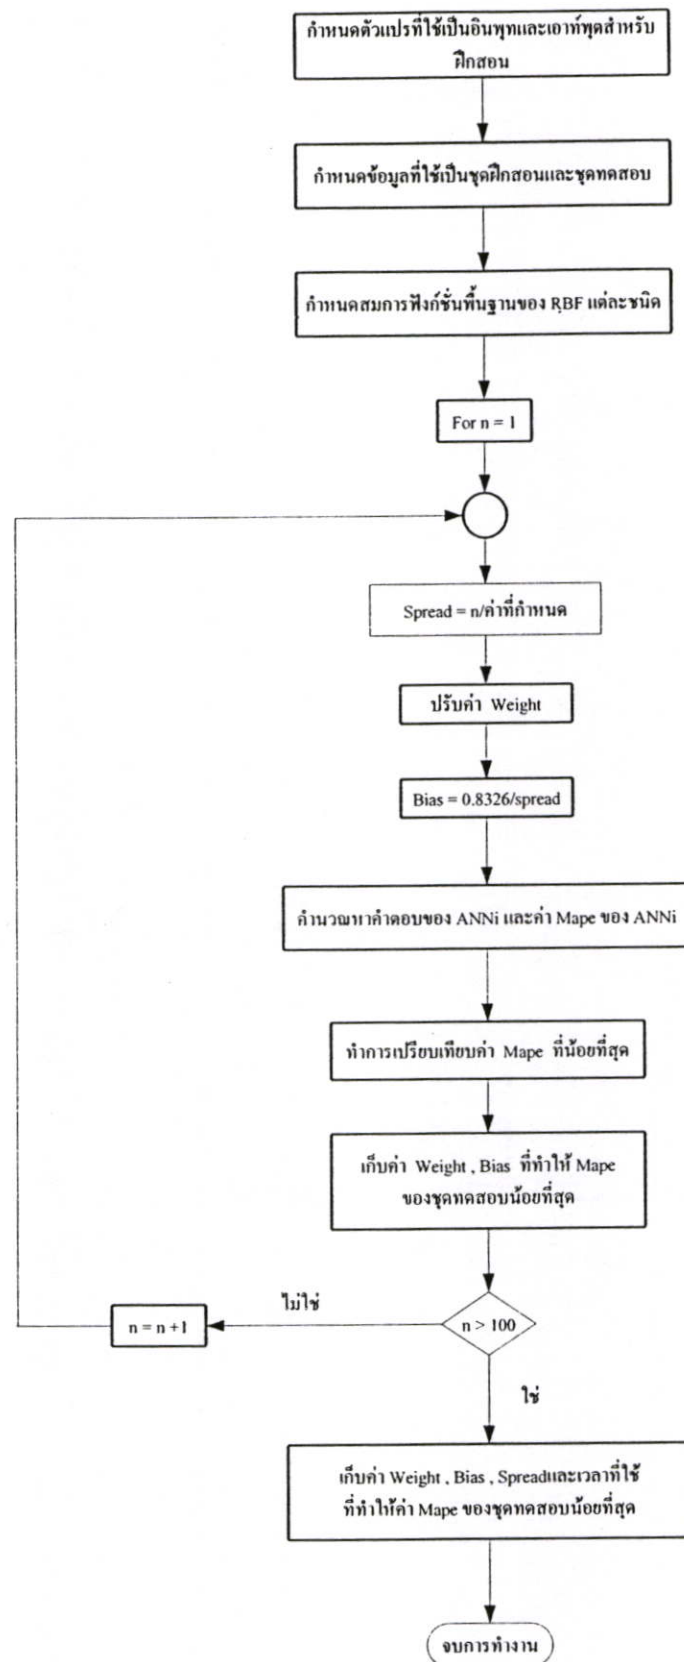 กำหนดตัวแปรที่ใช้เป็นอินพุทและเอาท์พุตสำหรับ
ฝึกสอน
กำหนดข้อมูลที่ใช้เป็นชุดฝึกสอนและชุดทดสอบ
กำหนดสมการฟังก์ชั่นพื้นฐานของ RBF แต่ละชนิด
For n = 1
Spread = n/ค่าที่กำหนด
ปรับค่า Weight
Bias = 0.8326/spread
คำนวณหาคำตอบของ ANNi และค่า Mape ของ ANNi
ทำการเปรียบเทียบค่า Mape ที่น้อยที่สุด
เก็บค่า Weight , Bias ที่ทำให้ Mape
ของชุดทดสอบน้อยที่สุด
n > 100
ไม่ใช่
n = n +1
ใช่
เก็บค่า Weight , Bias , Spreadและเวลาที่ใช้
ที่ทำให้ค่า Mape ของชุดทดสอบน้อยที่สุด
จบการทำงาน